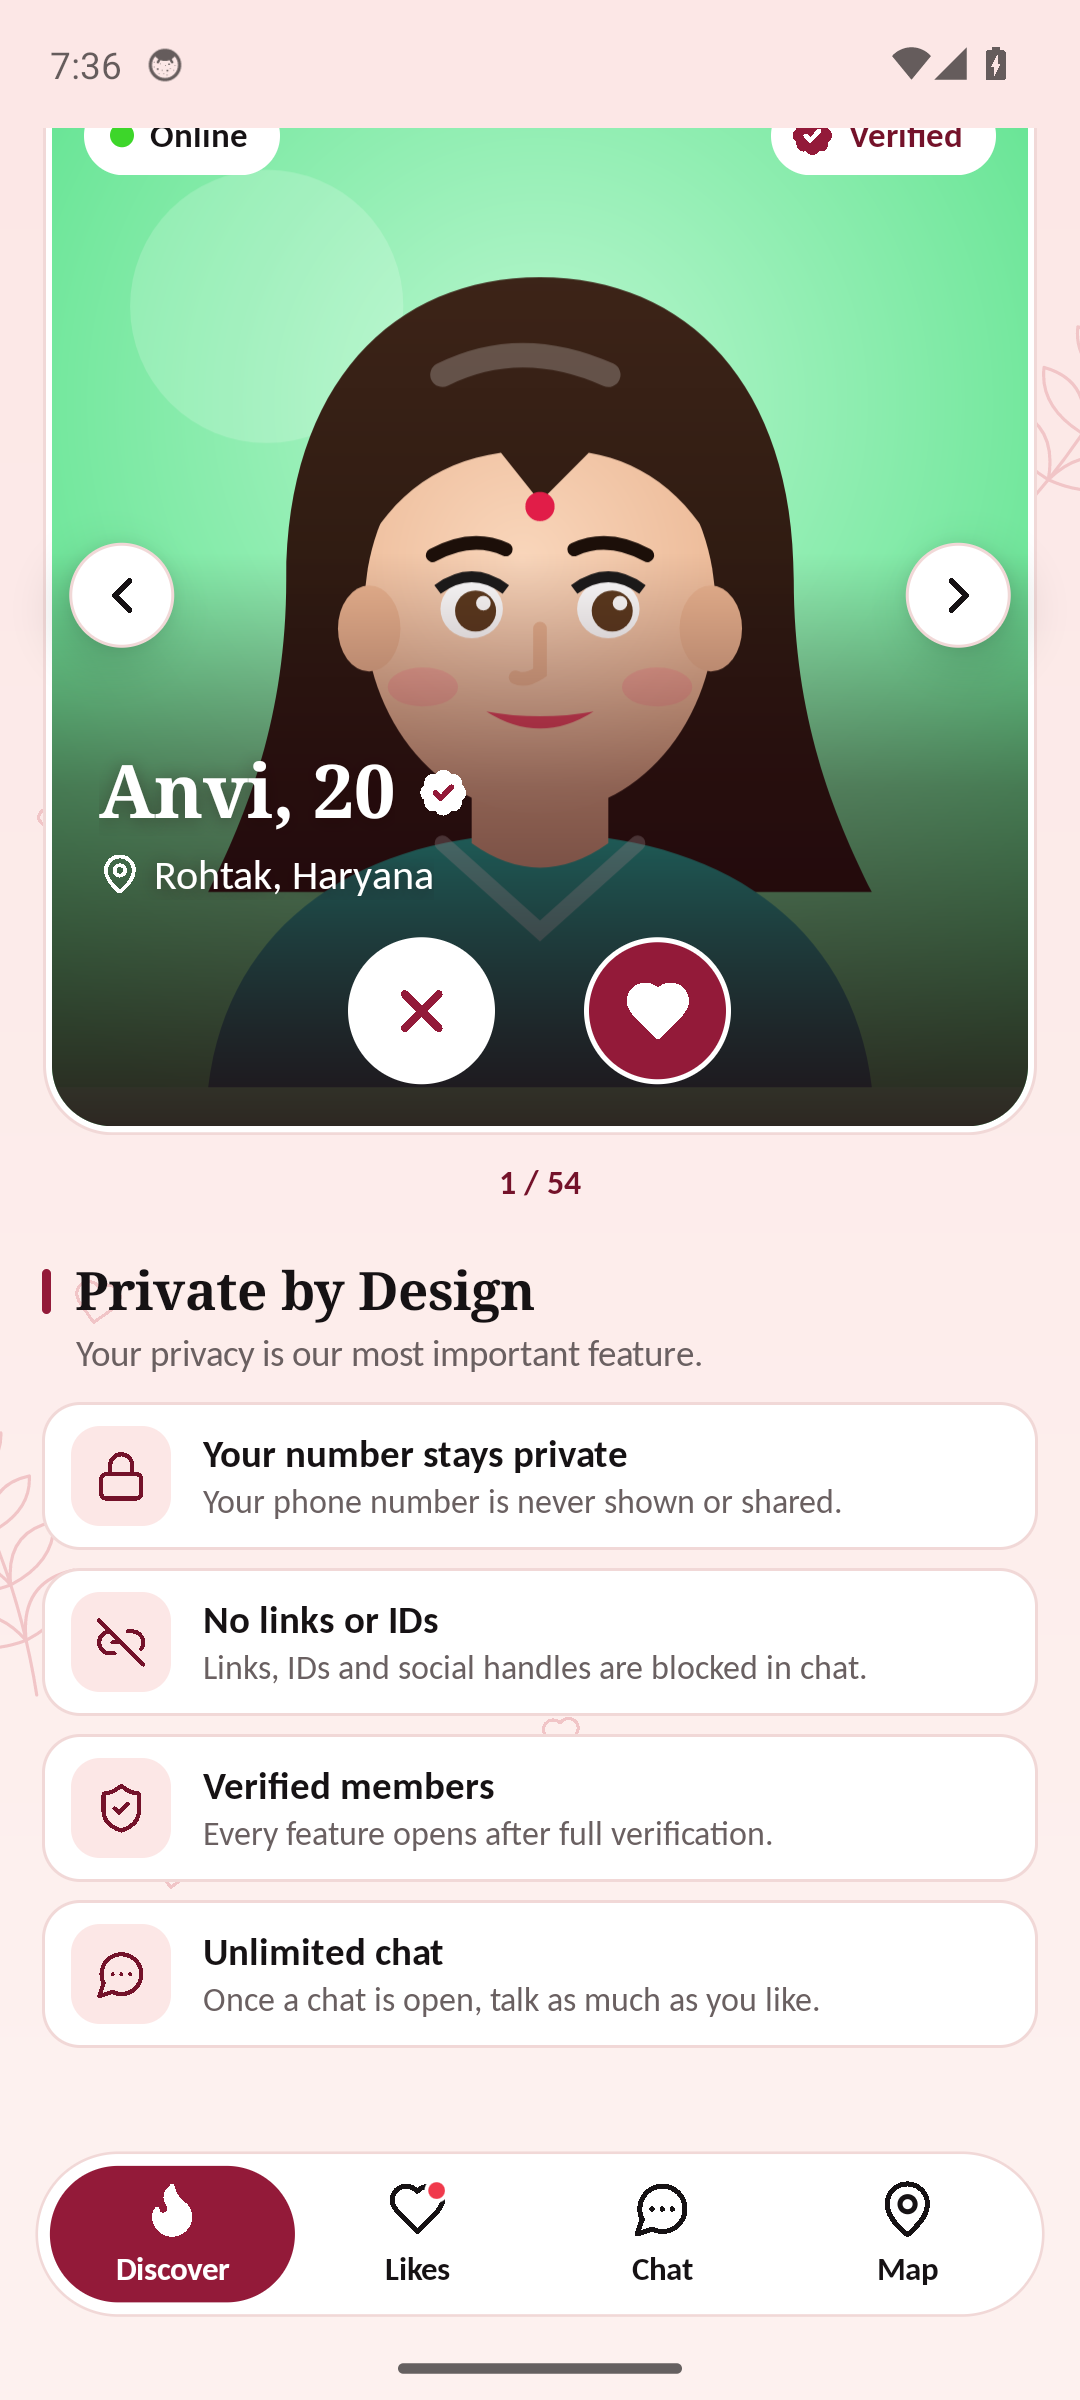 7:36
Online
Verified
Anvi, 20
Rohtak, Haryana
1 / 54
Private by Design
Your privacy is our most important feature.
Your number stays private
Your phone number is never shown or shared.
No links or IDs
Links, IDs and social handles are blocked in chat.
Verified members
Every feature opens after full verification.
Unlimited chat
Once a chat is open, talk as much as you like.
Discover
Likes
Chat
Map